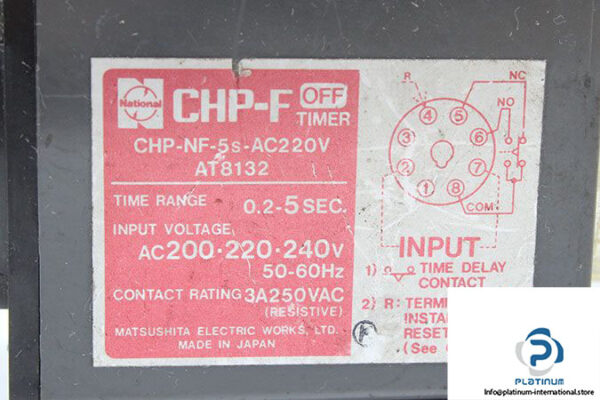 National
CHP-F OFF TIMER
CHP-NF-5s-AC220V
AT8132
TIME RANGE 0.2-5 SEC.
INPUT VOLTAGE
AC200·220·240V
50-60Hz
CONTACT RATING 3A250VAC
(RESISTIVE)
MATSUSHITA ELECTRIC WORKS, LTD.
MADE IN JAPAN
R
NC
NO
4
5
3
6
2
7
1
8
COM
INPUT
1) TIME DELAY
CONTACT
2) R: TERM
INSTA
RESET
(See
F
PLATINUM
Info@platinum-international.store